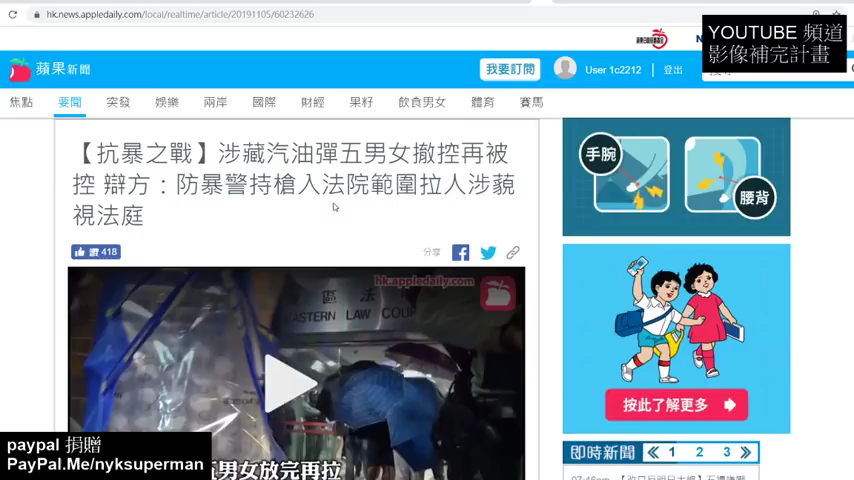 hk.news.appledaily.com/local/realtime/article/20191105/60232626
YOUTUBE 頻道
影像補完計畫
蘋果新聞
我要訂閱
User 1c2212
登出
焦點 要聞 突發 娛樂 兩岸 國際 財經 果籽 飲食男女 體育 賽馬
【抗暴之戰】涉藏汽油彈五男女撤控再被
控 辯方：防暴警持槍入法院範圍拉人涉藐
視法庭
讚 418
分享
手腕
腰背
hk.appledaily.com
區 法
EASTERN LAW COU
按此了解更多
即時新聞 1 2 3
paypal 捐贈
PayPal.Me/nyksuperman
五男女放完再拉